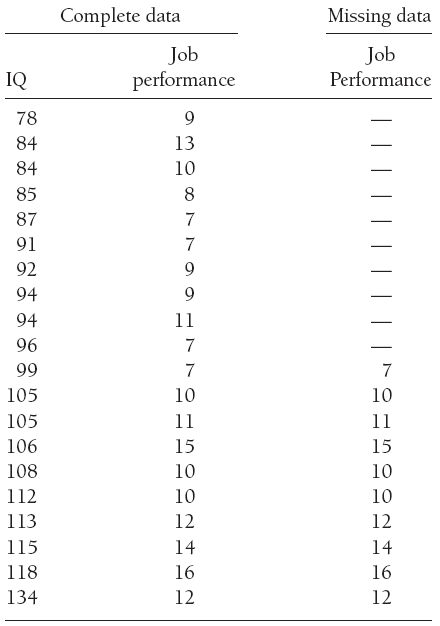 Complete data Missing data
Job Job
IQ performance Performance
78 9 —
84 13 —
84 10 —
85 8 —
87 7 —
91 7 —
92 9 —
94 9 —
94 11 —
96 7 —
99 7 7
105 10 10
105 11 11
106 15 15
108 10 10
112 10 10
113 12 12
115 14 14
118 16 16
134 12 12